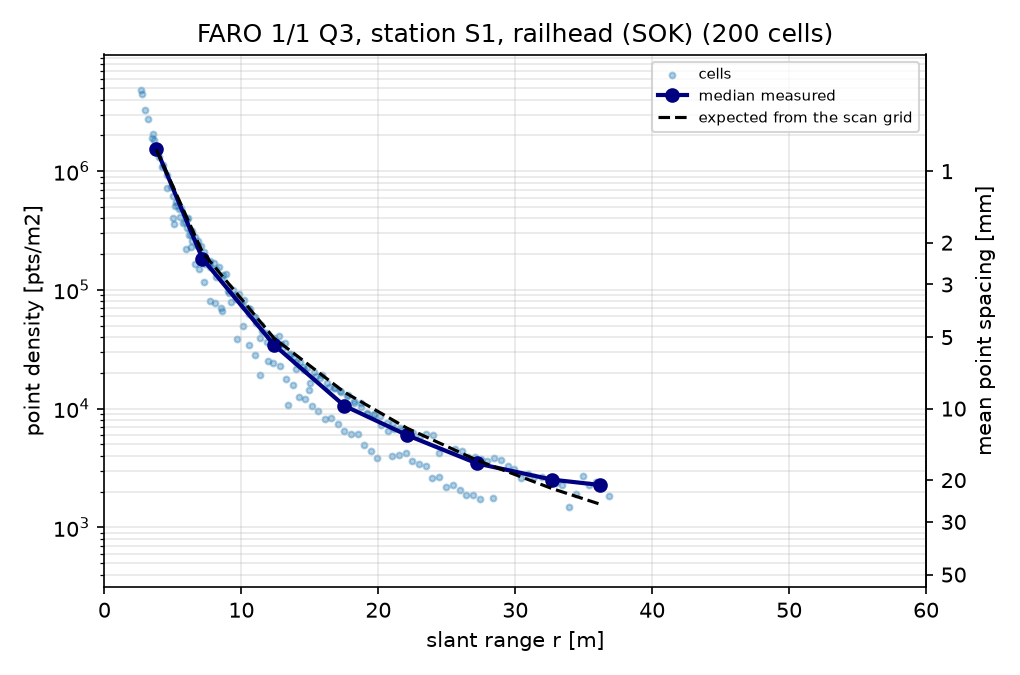 FARO 1/1 Q3, station S1, railhead (SOK) (200 cells)
cells
median measured
expected from the scan grid
point density [pts/m2]
10^6
10^5
10^4
10^3
1
2
3
5
10
20
30
50
mean point spacing [mm]
0 10 20 30 40 50 60
slant range r [m]